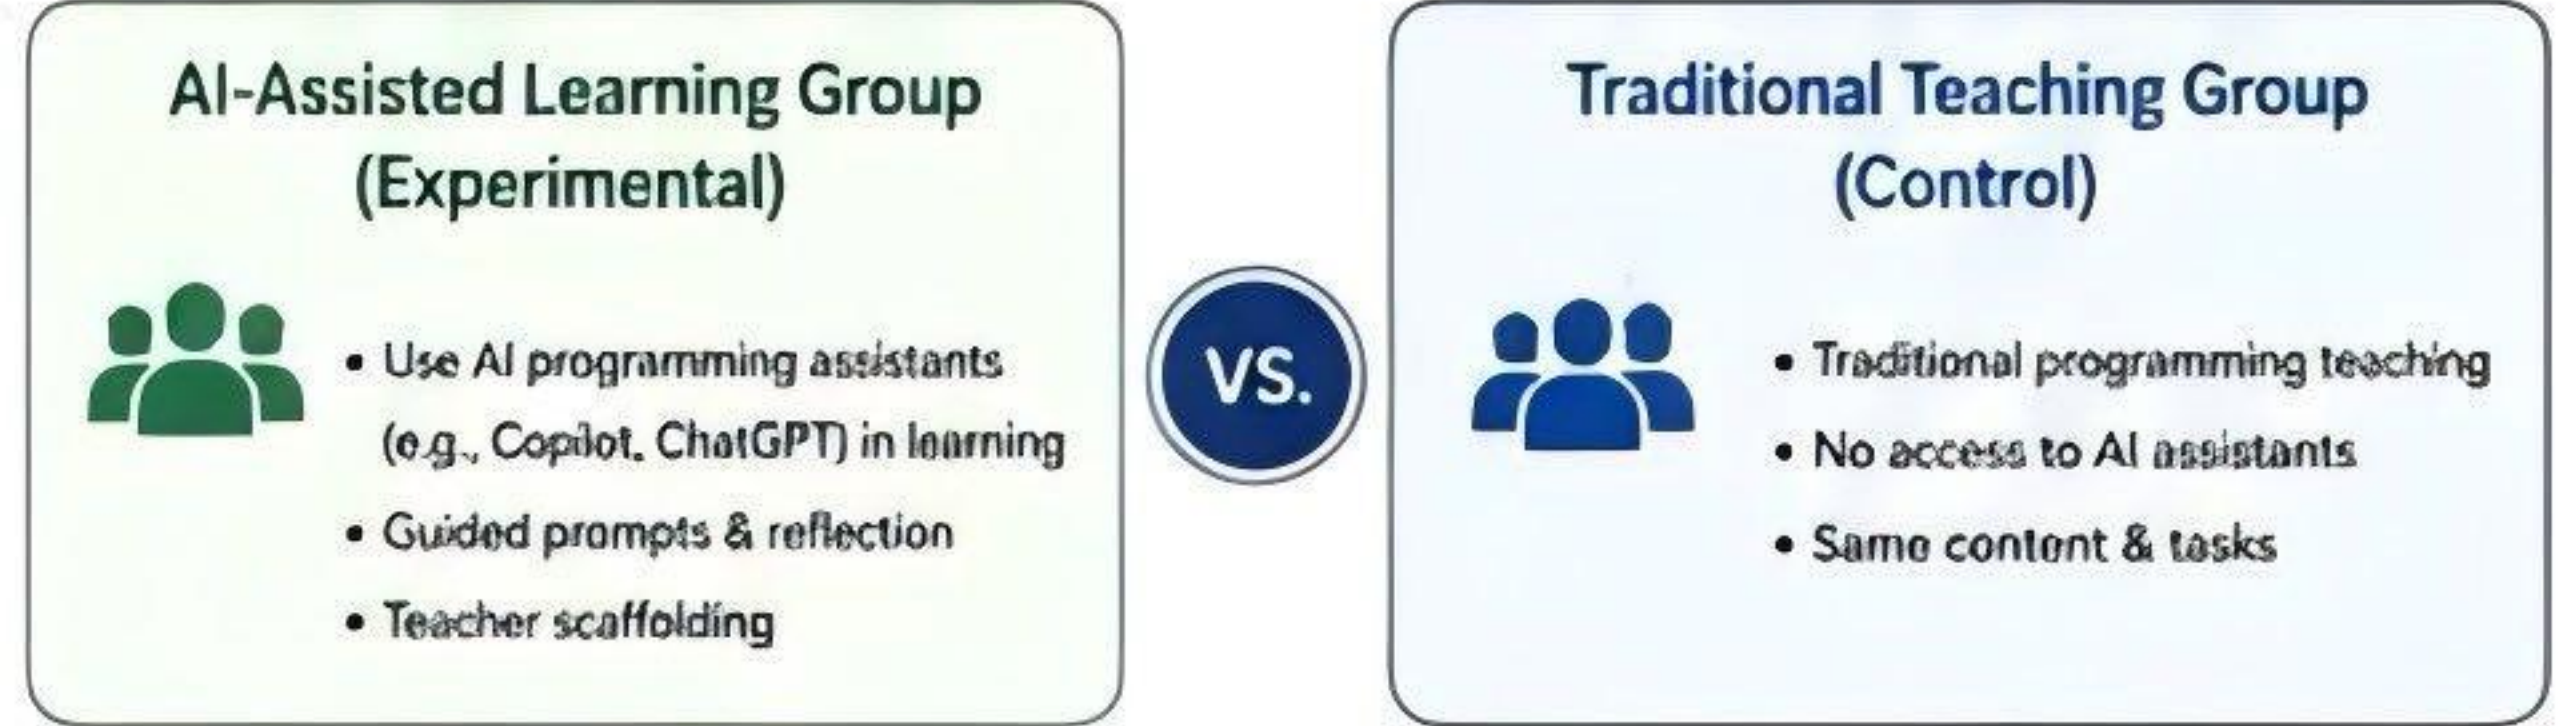 AI-Assisted Learning Group
(Experimental)
• Use AI programming assistants
(e.g., Copilot, ChatGPT) in learning
• Guided prompts & reflection
• Teacher scaffolding
VS.
Traditional Teaching Group
(Control)
• Traditional programming teaching
• No access to AI assistants
• Same content & tasks